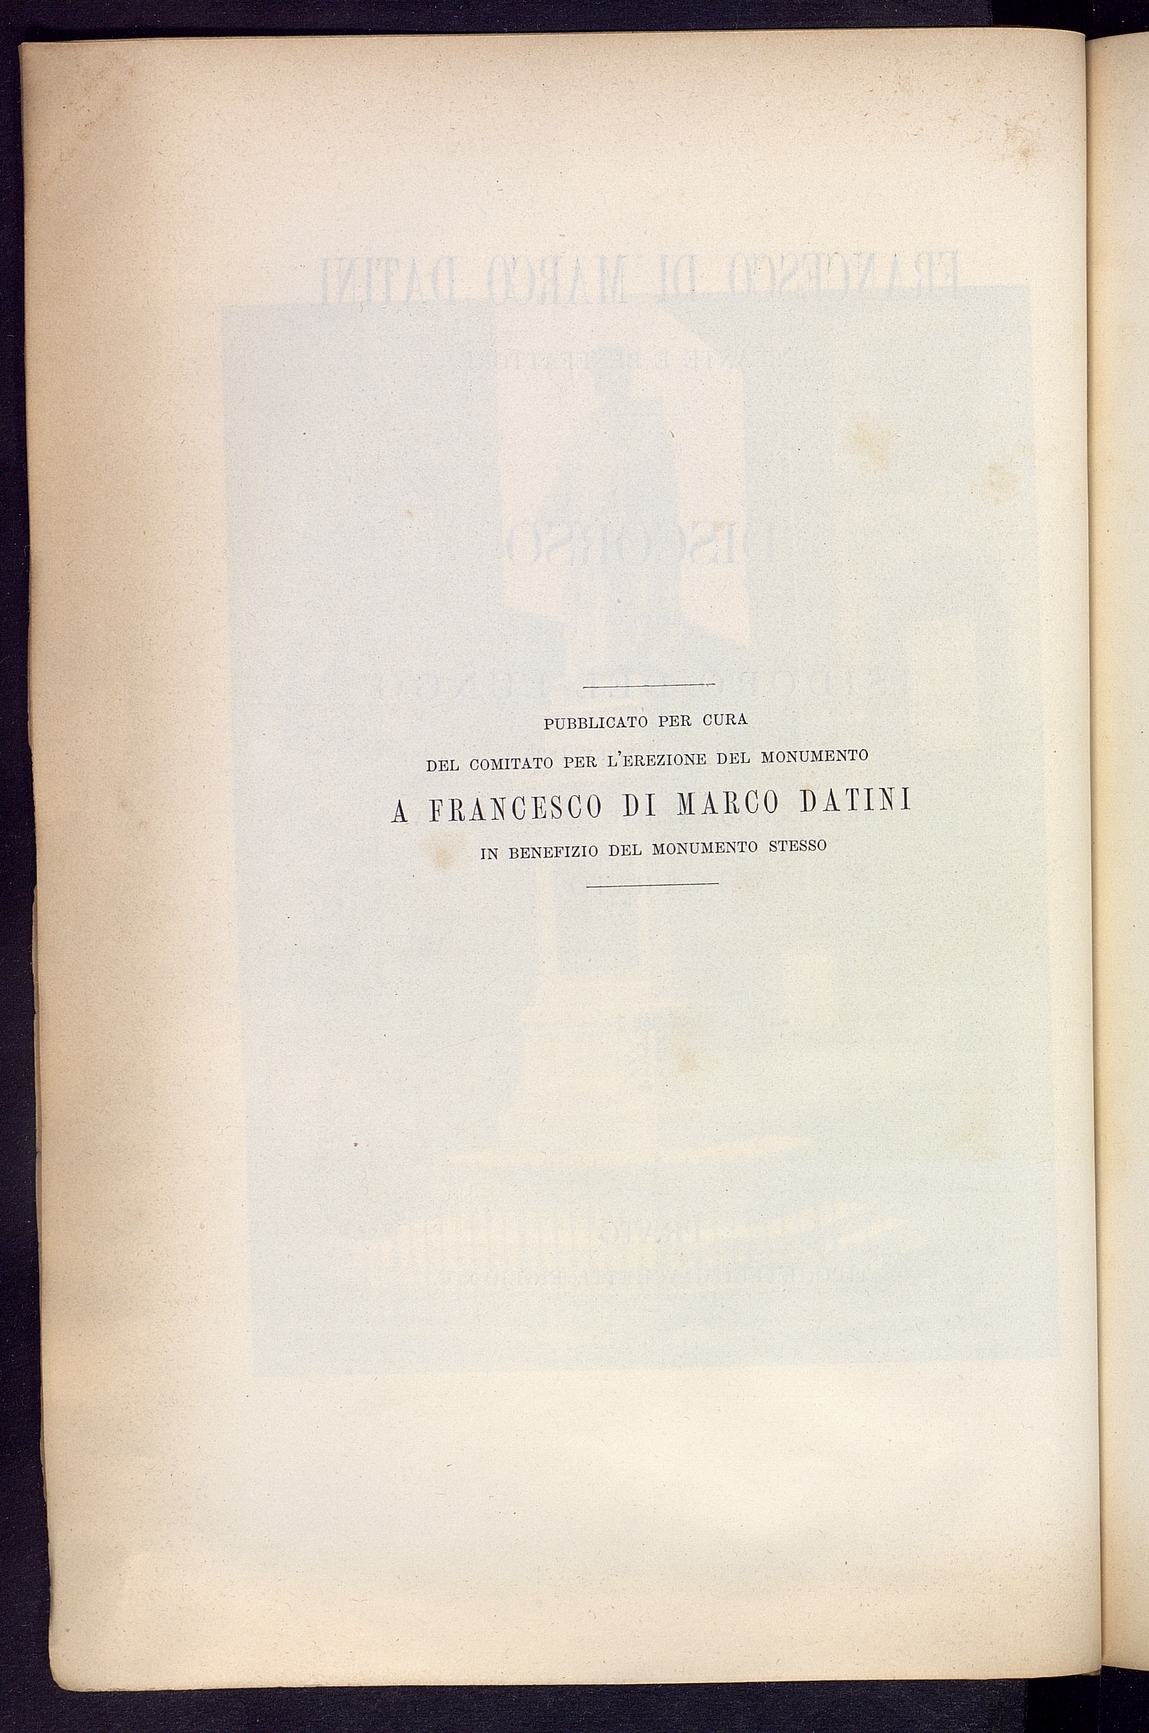 PUBBLICATO PER CURA
DEL COMITATO PER L'EREZIONE DEL MONUMENTO
A FRANCESCO DI MARCO DATINI
IN BENEFIZIO DEL MONUMENTO STESSO